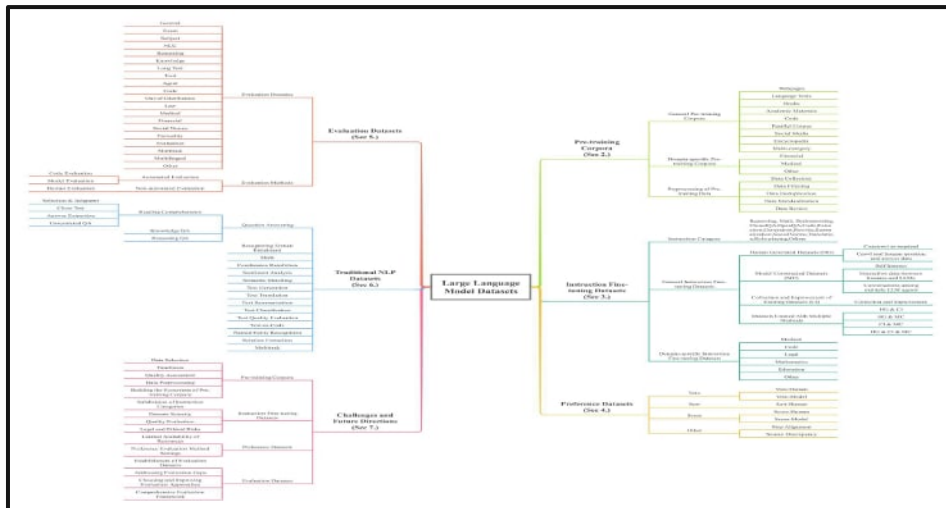 General
Exam
Subject
NLU
Reasoning
Knowledge
Long Text
Tool
Agent
Code
Out-of-Distribution
Law
Medical
Financial
Social Norms
Factuality
Evaluation
Multitask
Multilingual
Other
Evaluation Domains
Evaluation Datasets
(Sec 5.)
Code Evaluation
Model Evaluation
Human Evaluation
Automated Evaluation
Non-automated Evaluation
Evaluation Methods
Cloze Test
Answer Extraction
Unrestricted QA
Reading Comprehension
Knowledge QA
Reasoning QA
Question Answering
Recognizing Textual
Entailment
Math
Coreference Resolution
Sentiment Analysis
Semantic Matching
Text Generation
Text Translation
Text Summarization
Text Classification
Text Quality Evaluation
Text-to-Code
Named Entity Recognition
Relation Extraction
Multitask
Traditional NLP
Datasets
(Sec 6.)
Large Language
Model Datasets
Data Selection
Timeliness
Quality Assessment
Data Preprocessing
Building the Ecosystem of Pre-
training Corpora
Pre-training Corpora
Subdivision of Instruction
Categories
Domain Scarcity
Quality Evaluation
Legal and Ethical Risks
Instruction Fine-tuning
Datasets
Limited Availability of
Resources
Preference Evaluation Method
Settings
Preference Datasets
Establishment of Evaluation
Datasets
Addressing Evaluation Gaps
Choosing and Improving
Evaluation Approaches
Comprehensive Evaluation
Framework
Evaluation Datasets
Challenges and
Future Directions
(Sec 7.)
Pre-training
Corpora
(Sec 2.)
General Pre-training
Corpora
Webpages
Language Texts
Books
Academic Materials
Code
Parallel Corpus
Social Media
Encyclopedia
Multi-category
Domain-specific Pre-
training Corpora
Financial
Medical
Other
Preprocessing of Pre-
training Data
Data Collection
Data Filtering
Data Deduplication
Data Standardization
Data Review
Instruction Fine-
tuning Datasets
(Sec 3.)
Instruction Category
General Instruction Fine-
tuning Datasets
Human Generated Datasets (HG)
Model Constructed Datasets
(MC)
Collection and Improvement of
Existing Datasets (CI)
Datasets Created with Multiple
Methods
HG & CI
HG & MC
CI & MC
HG & CI & MC
Domain-specific Instruction
Fine-tuning Datasets
Medical
Code
Legal
Mathematics
Education
Other
Preference Datasets
(Sec 4.)
Vote
Sort
Score
Other
Vote-Human
Vote-Model
Sort-Human
Score-Human
Score-Model